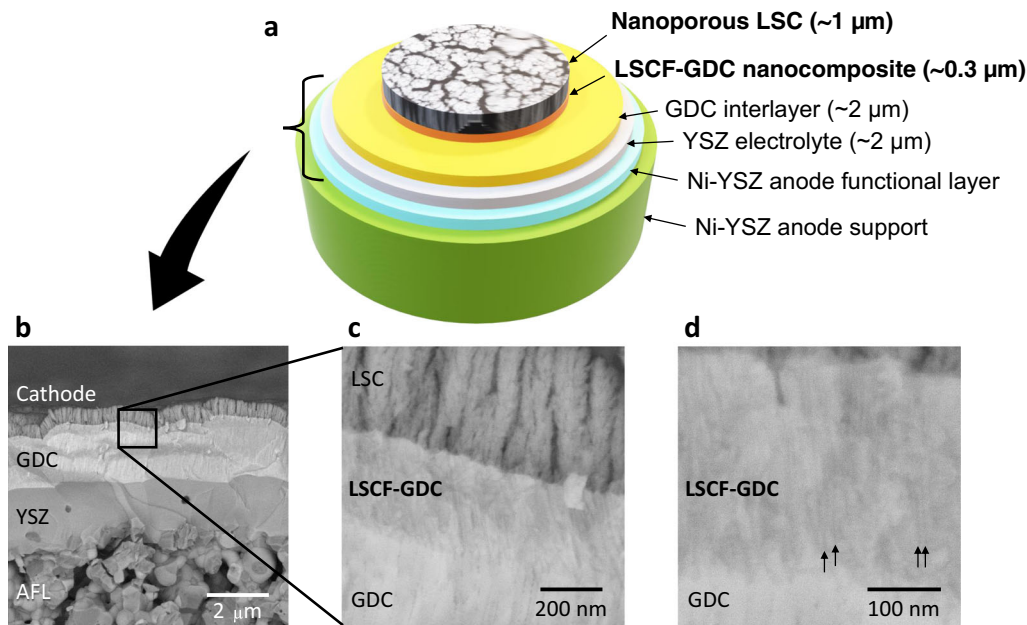 a
Nanoporous LSC (~1 μm)
LSCF-GDC nanocomposite (~0.3 μm)
GDC interlayer (~2 μm)
YSZ electrolyte (~2 μm)
Ni-YSZ anode functional layer
Ni-YSZ anode support
b
Cathode
GDC
YSZ
AFL
2 μm
c
LSC
LSCF-GDC
GDC
200 nm
d
LSCF-GDC
GDC
100 nm